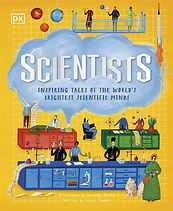 DK
SCIENTISTS
INSPIRING TALES OF THE WORLD'S
BRIGHTEST SCIENTIFIC MINDS